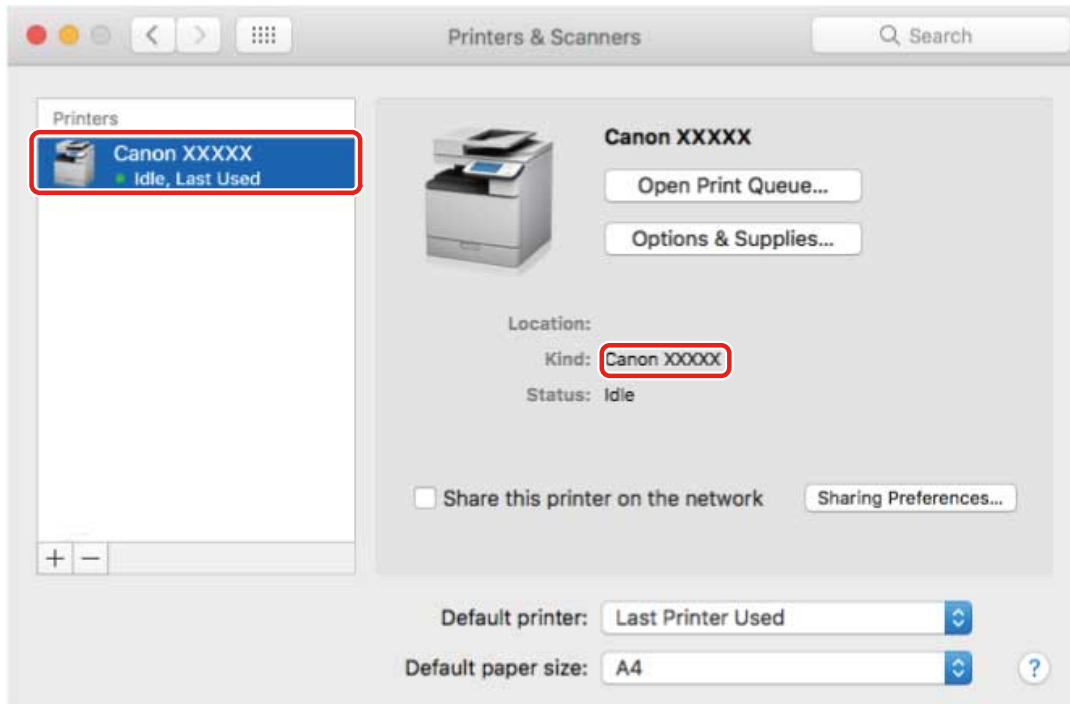 Printers & Scanners
Search
Printers
Canon XXXXX
Idle, Last Used
Canon XXXXX
Open Print Queue...
Options & Supplies...
Location:
Kind: Canon XXXXX
Status: Idle
Share this printer on the network
Sharing Preferences...
+ −
Default printer: Last Printer Used
Default paper size: A4
?